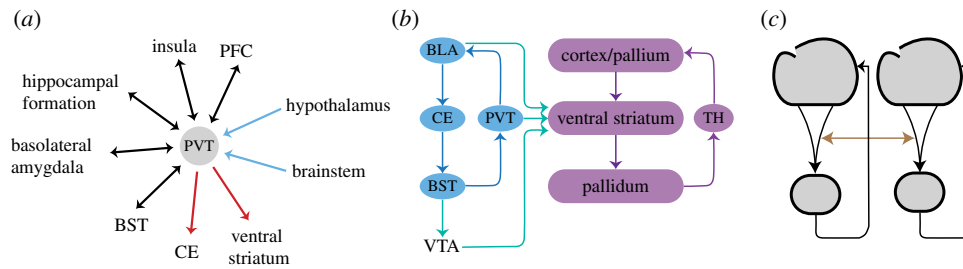 (a)
insula
PFC
hippocampal
formation
hypothalamus
PVT
basolateral
amygdala
brainstem
BST
CE
ventral
striatum
(b)
BLA
cortex/pallium
CE
PVT
ventral striatum
TH
BST
pallidum
VTA
(c)